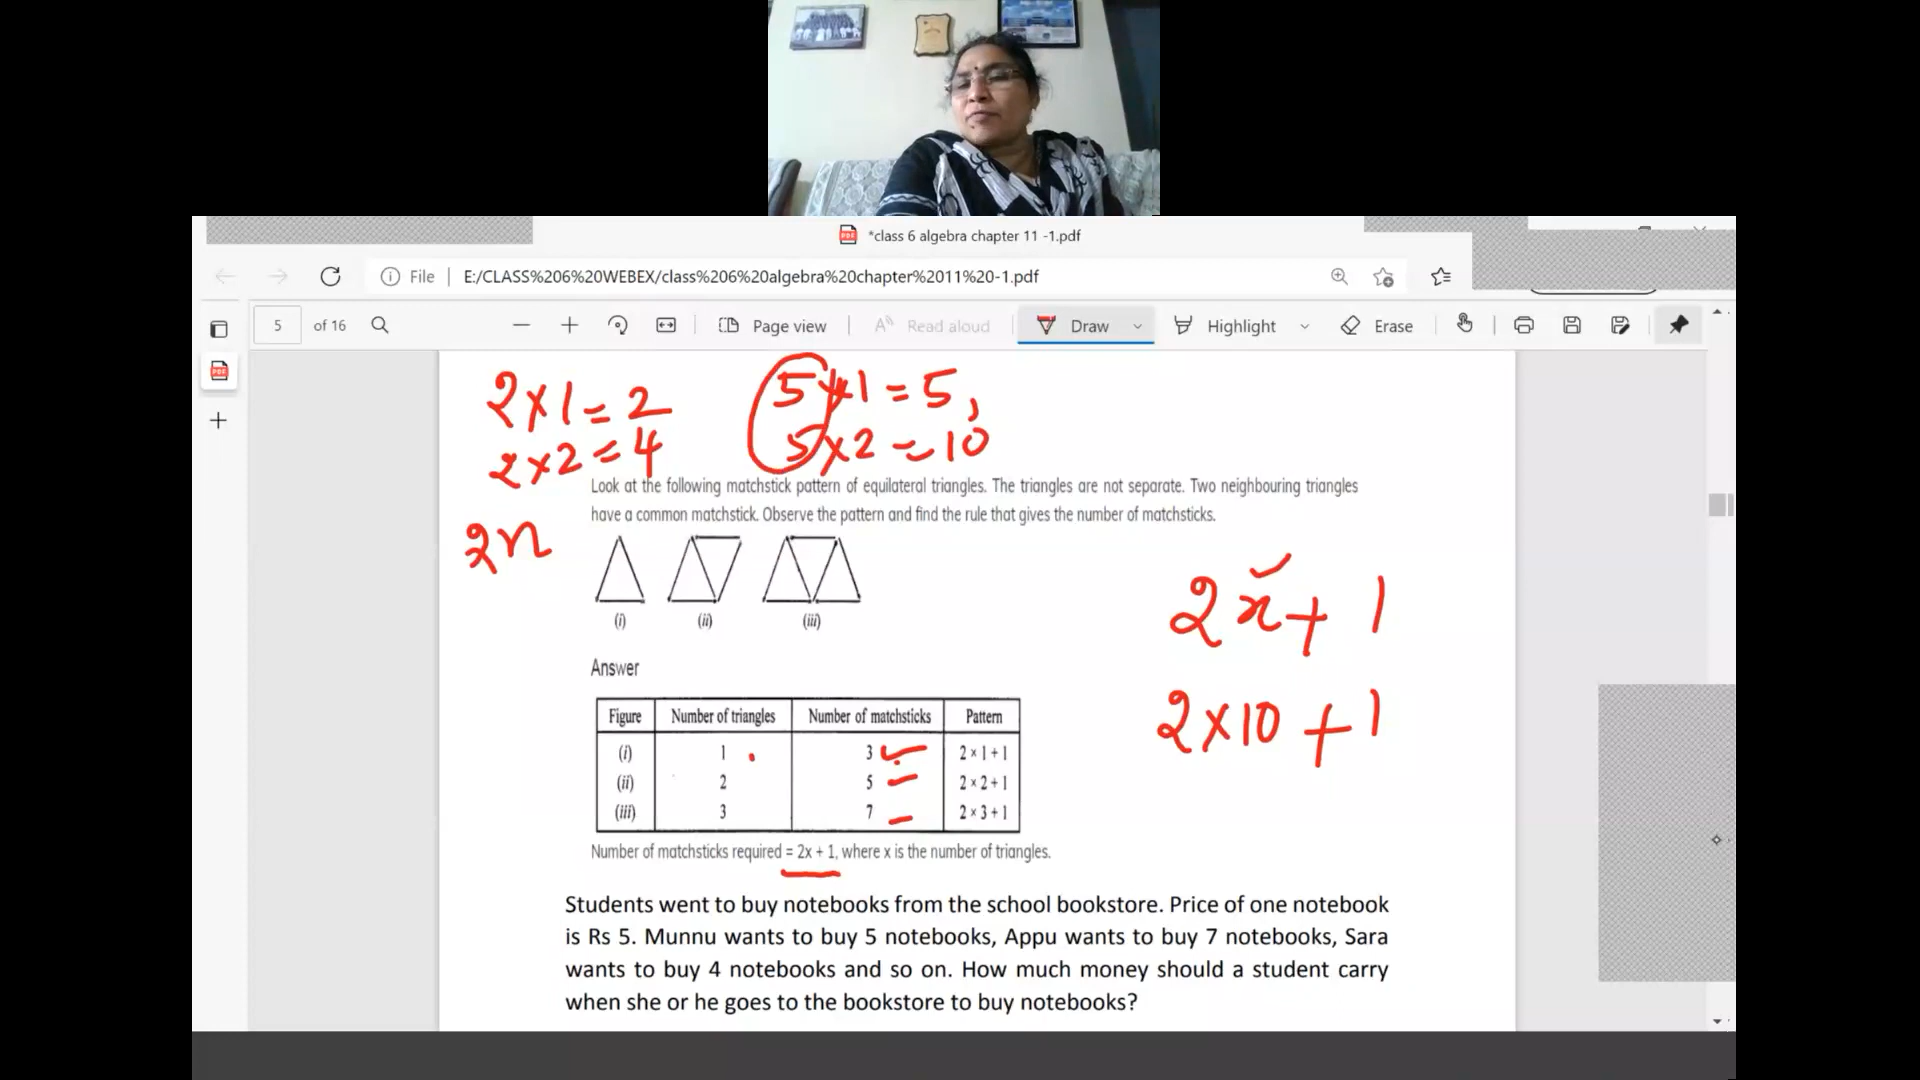 *class 6 algebra chapter 11 -1.pdf
File E:/CLASS%206%20WEBEX/class%206%20algebra%20chapter%2011%20-1.pdf
5 of 16 Page view Read aloud Draw Highlight Erase
2×1=2 5×1=5,
2×2=4 5×2=10
Look at the following matchstick pattern of equilateral triangles. The triangles are not separate. Two neighbouring triangles
have a common matchstick. Observe the pattern and find the rule that gives the number of matchsticks.
2n
(i) (ii) (iii)
2x+1
Answer
2×10+1
Figure Number of triangles Number of matchsticks Pattern
(i) 1 3 2 × 1 + 1
(ii) 2 5 2 × 2 + 1
(iii) 3 7 2 × 3 + 1
Number of matchsticks required = 2x + 1, where x is the number of triangles.
Students went to buy notebooks from the school bookstore. Price of one notebook
is Rs 5. Munnu wants to buy 5 notebooks, Appu wants to buy 7 notebooks, Sara
wants to buy 4 notebooks and so on. How much money should a student carry
when she or he goes to the bookstore to buy notebooks?